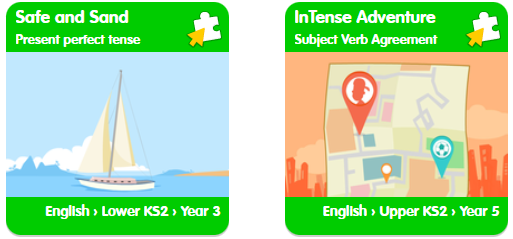 Safe and Sand
Present perfect tense
English › Lower KS2 › Year 3
InTense Adventure
Subject Verb Agreement
English › Upper KS2 › Year 5